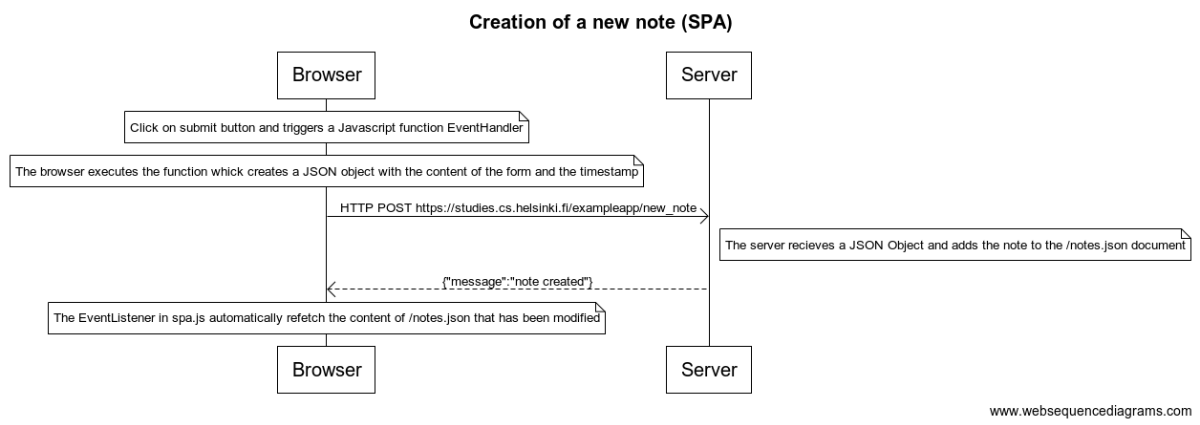 Creation of a new note (SPA)
Browser
Server
Click on submit button and triggers a Javascript function EventHandler
The browser executes the function whick creates a JSON object with the content of the form and the timestamp
HTTP POST https://studies.cs.helsinki.fi/exampleapp/new_note
The server recieves a JSON Object and adds the note to the /notes.json document
{"message":"note created"}
The EventListener in spa.js automatically refetch the content of /notes.json that has been modified
Browser
Server
www.websequencediagrams.com